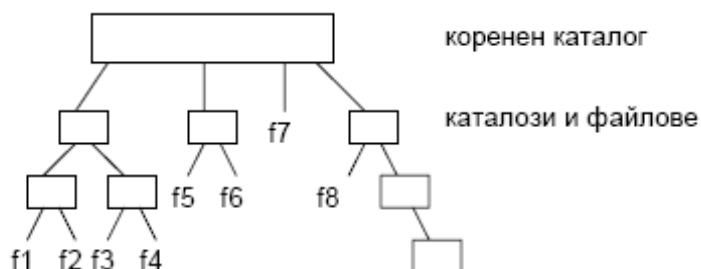 коренен каталог
каталози и файлове
f7
f5 f6 f8
f1 f2 f3 f4